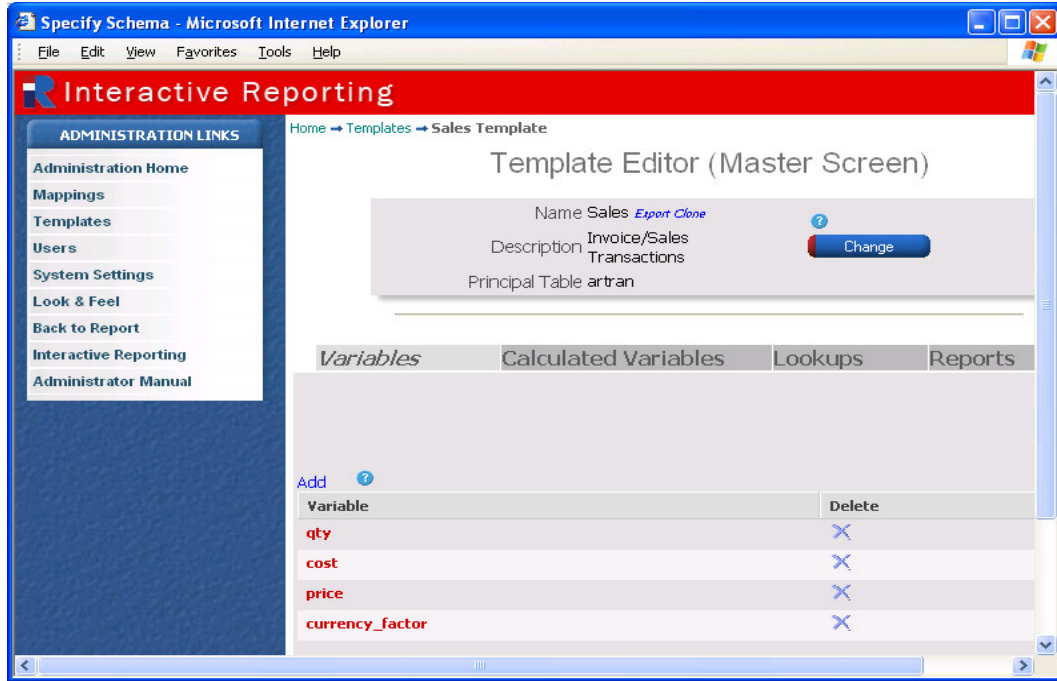 Specify Schema - Microsoft Internet Explorer
File Edit View Favorites Tools Help
Interactive Reporting
ADMINISTRATION LINKS
Administration Home
Mappings
Templates
Users
System Settings
Look & Feel
Back to Report
Interactive Reporting
Administrator Manual
Home → Templates → Sales Template
Template Editor (Master Screen)
Name Sales Export Clone
Description Invoice/Sales
Transactions
Principal Table artran
?
Change
Variables Calculated Variables Lookups Reports
Add ?
Variable Delete
qty
cost
price
currency_factor